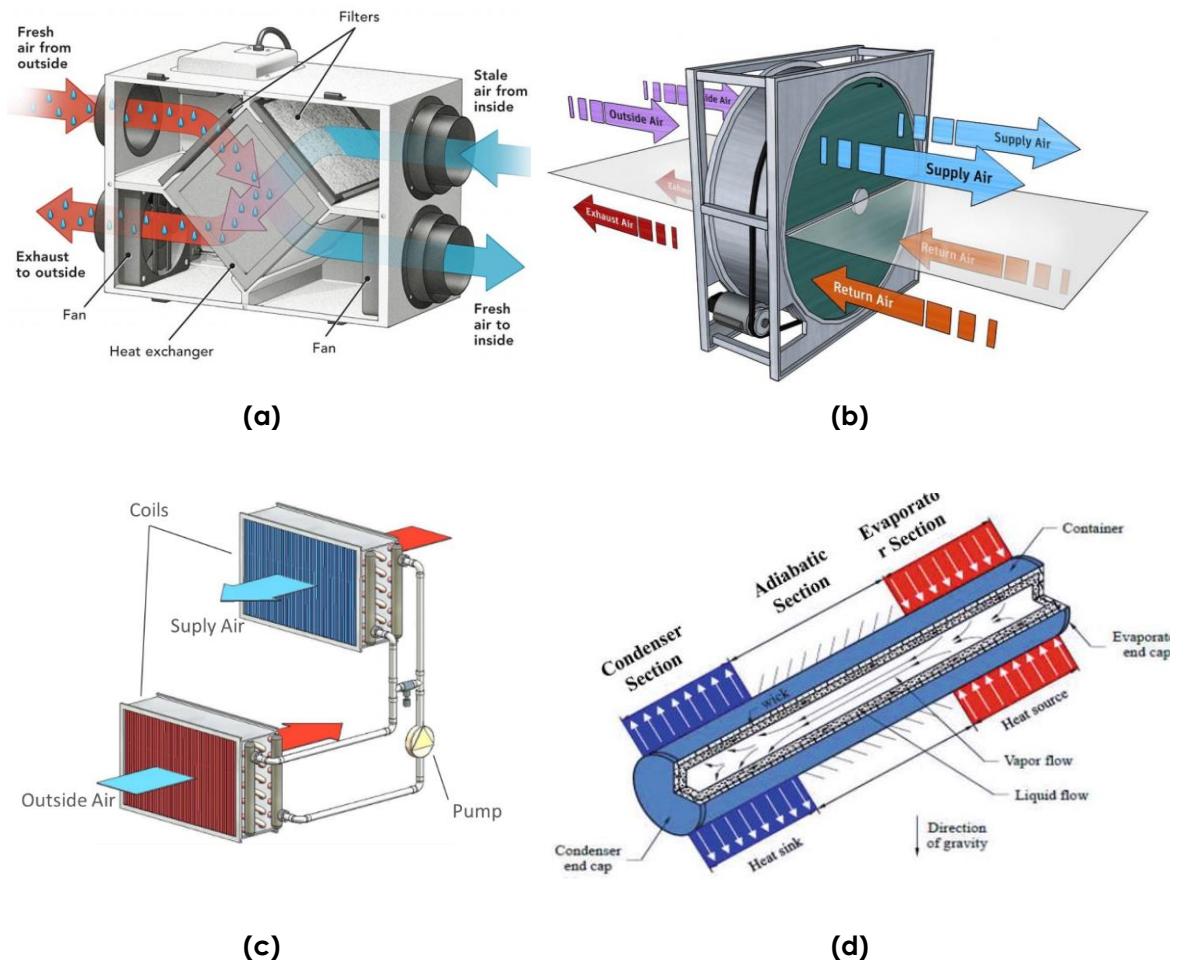 Filters
Fresh
air from
outside
Stale
air from
inside
Exhaust
to outside
Fan
Heat exchanger
Fan
Fresh
air to
inside
(a)
Outside Air
Supply Air
Supply Air
Exhaust Air
Return Air
Return Air
(b)
Coils
Suply Air
Outside Air
Pump
(c)
Evaporato
r Section
Adiabatic
Section
Condenser
Section
Container
Evaporato
end cap
wick
Heat source
Vapor flow
Liquid flow
Heat sink
Direction
of gravity
Condenser
end cap
(d)